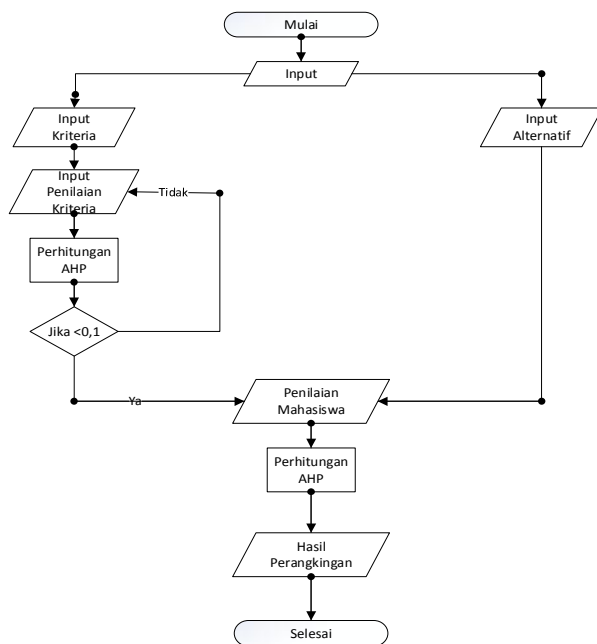 Mulai
Input
Input
Kriteria
Input
Alternatif
Input
Penilaian
Kriteria
Tidak
Perhitungan
AHP
Jika <0,1
Ya
Penilaian
Mahasiswa
Perhitungan
AHP
Hasil
Perangkingan
Selesai